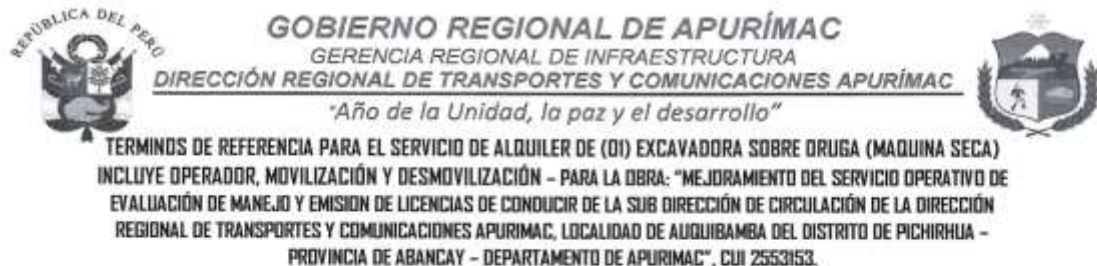 REPÚBLICA DEL PERÚ
GOBIERNO REGIONAL DE APURÍMAC
GERENCIA REGIONAL DE INFRAESTRUCTURA
DIRECCIÓN REGIONAL DE TRANSPORTES Y COMUNICACIONES APURÍMAC
"Año de la Unidad, la paz y el desarrollo"
TERMINOS DE REFERENCIA PARA EL SERVICIO DE ALQUILER DE (01) EXCAVADORA SOBRE ORUGA (MAQUINA SECA)
INCLUYE OPERADOR, MOVILIZACIÓN Y DESMOVILIZACIÓN – PARA LA OBRA: "MEJORAMIENTO DEL SERVICIO OPERATIVO DE
EVALUACIÓN DE MANEJO Y EMISION DE LICENCIAS DE CONDUCIR DE LA SUB DIRECCIÓN DE CIRCULACIÓN DE LA DIRECCIÓN
REGIONAL DE TRANSPORTES Y COMUNICACIONES APURIMAC, LOCALIDAD DE AUQUIBAMBA DEL DISTRITO DE PICHIRHUA –
PROVINCIA DE ABANCAY – DEPARTAMENTO DE APURIMAC", CUI 2553153.